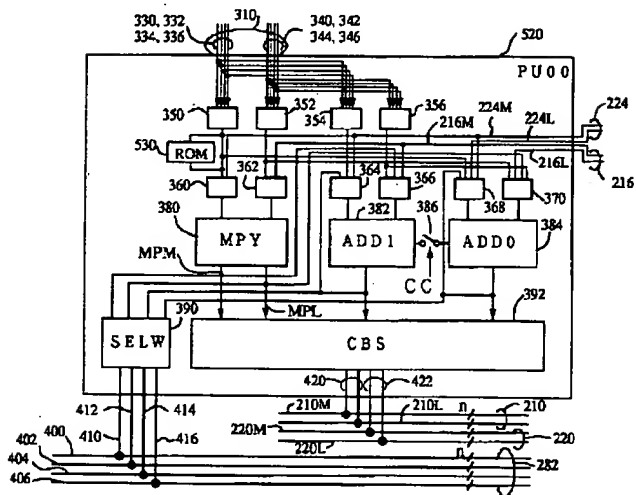 330, 332
334, 336
310
340, 342
344, 346
520
PU00
350
352
354
356
224M
224L
224
216M
216L
216
530
ROM
360
362
364
366
368
370
380
382
386
384
MPY
ADD1
ADD0
MPM
CC
390
MPL
392
SELW
CBS
412
414
420
422
410
416
210M
210L
n
210
220M
220
220L
400
n
402
404
406
282